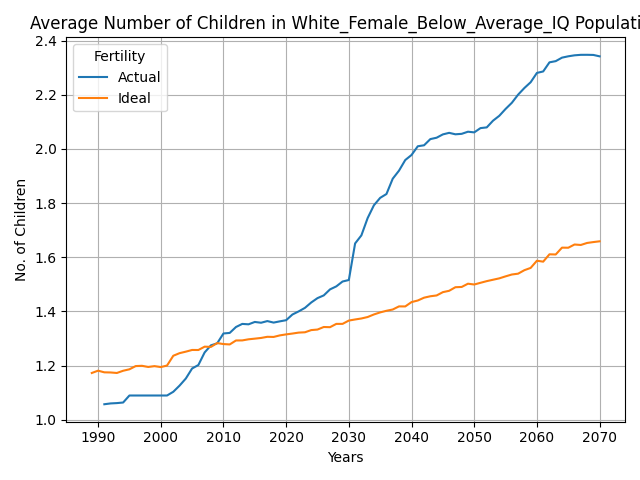 Average Number of Children in White_Female_Below_Average_IQ Populati
Fertility
Actual
Ideal
No. of Children
2.4
2.2
2.0
1.8
1.6
1.4
1.2
1.0
1990 2000 2010 2020 2030 2040 2050 2060 2070
Years